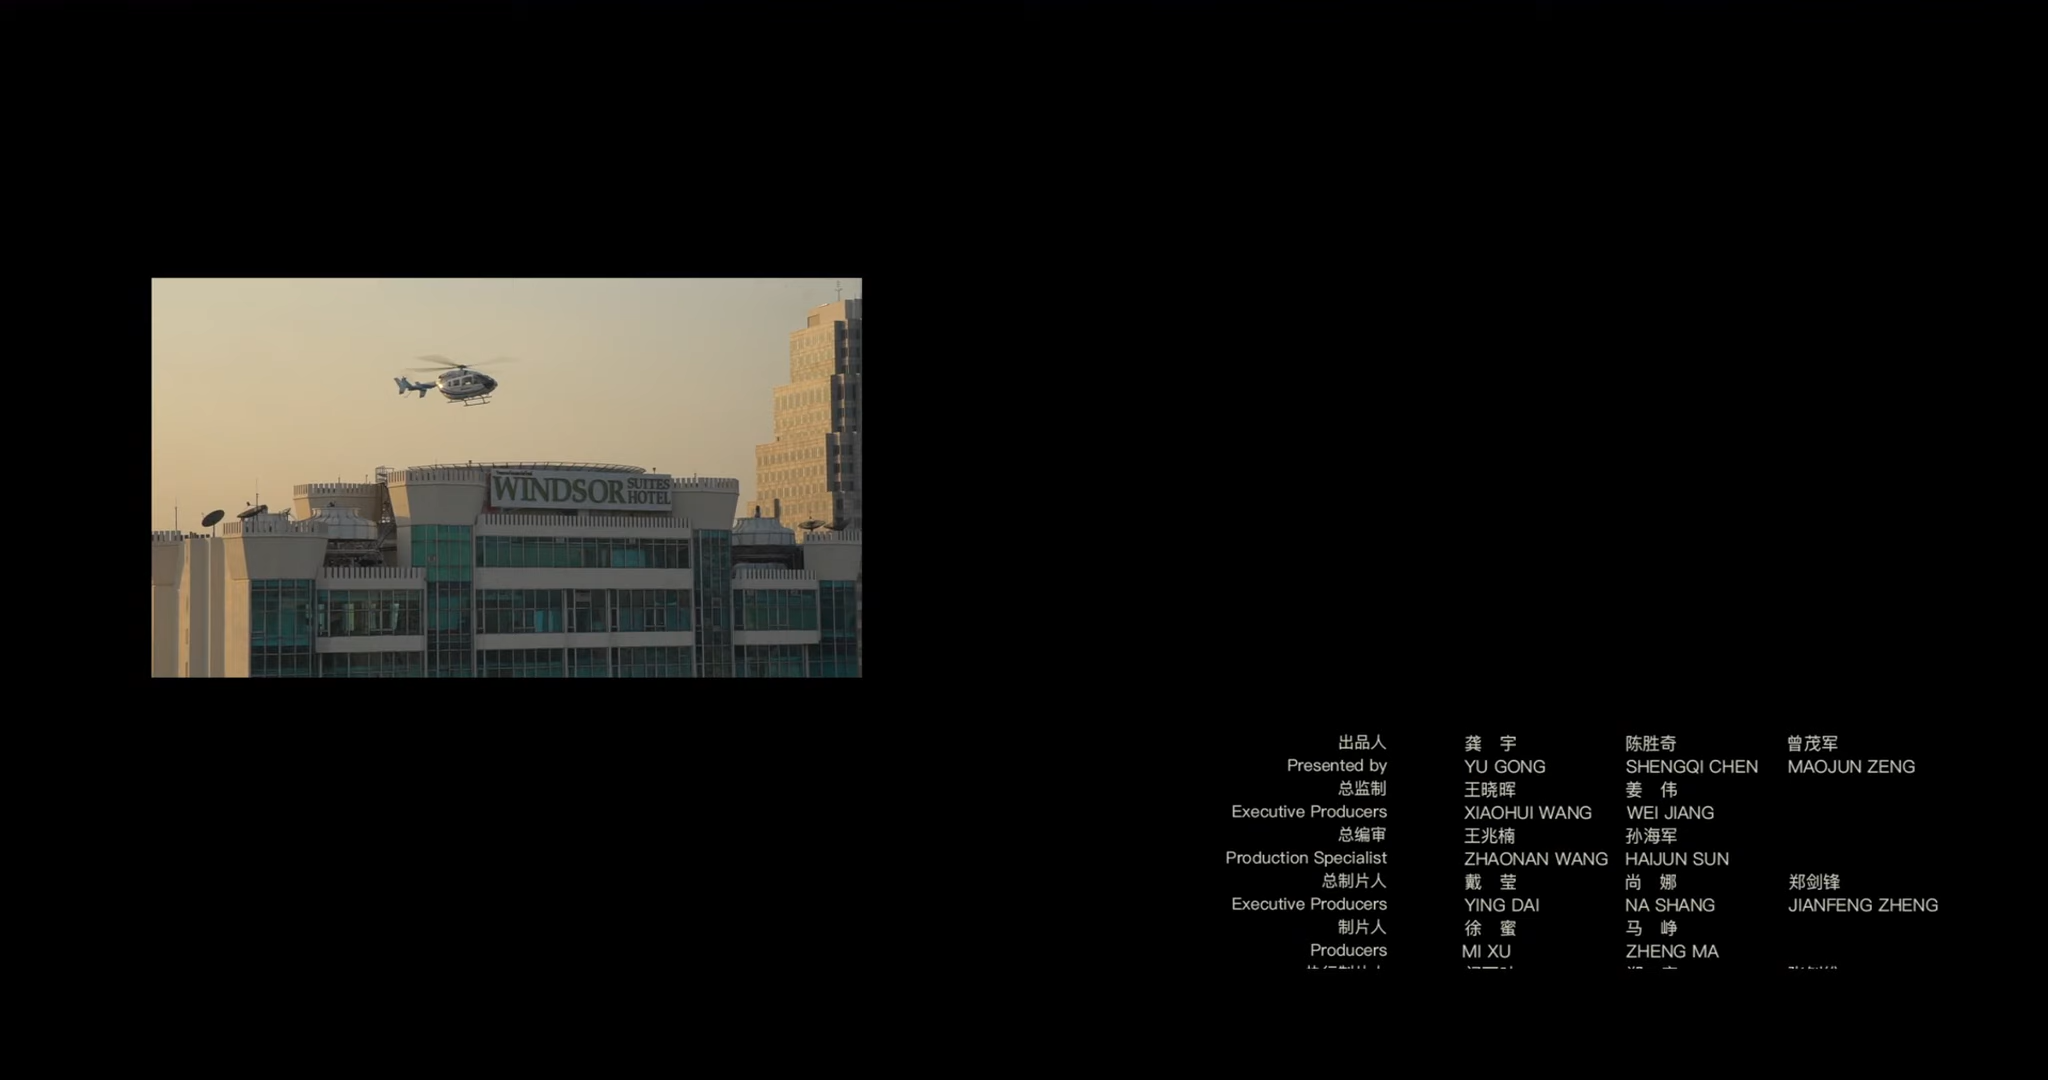 WINDSOR SUITES HOTEL
出品人 龚 宇 陈胜奇 曾茂军
Presented by YU GONG SHENGQI CHEN MAOJUN ZENG
总监制 王晓晖 姜 伟
Executive Producers XIAOHUI WANG WEI JIANG
总编审 王兆楠 孙海军
Production Specialist ZHAONAN WANG HAIJUN SUN
总制片人 戴 莹 尚 娜 郑剑锋
Executive Producers YING DAI NA SHANG JIANFENG ZHENG
制片人 徐 蜜 马 峥
Producers MI XU ZHENG MA